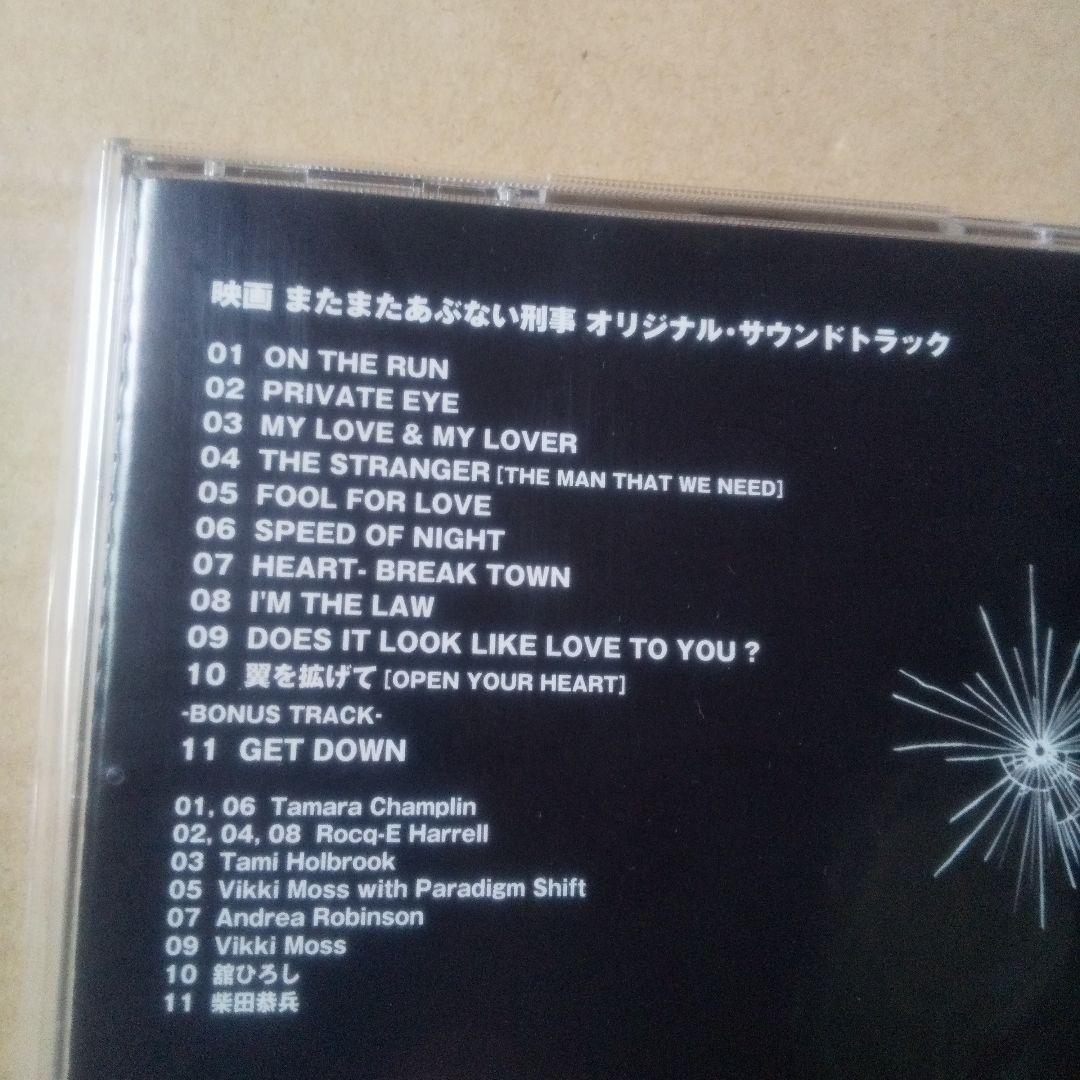 映画 またまたあぶない刑事 オリジナル・サウンドトラック
01 ON THE RUN
02 PRIVATE EYE
03 MY LOVE & MY LOVER
04 THE STRANGER [THE MAN THAT WE NEED]
05 FOOL FOR LOVE
06 SPEED OF NIGHT
07 HEART- BREAK TOWN
08 I'M THE LAW
09 DOES IT LOOK LIKE LOVE TO YOU ?
10 翼を拡げて [OPEN YOUR HEART]
-BONUS TRACK-
11 GET DOWN
01, 06 Tamara Champlin
02, 04, 08 Rocq-E Harrell
03 Tami Holbrook
05 Vikki Moss with Paradigm Shift
07 Andrea Robinson
09 Vikki Moss
10 舘ひろし
11 柴田恭兵